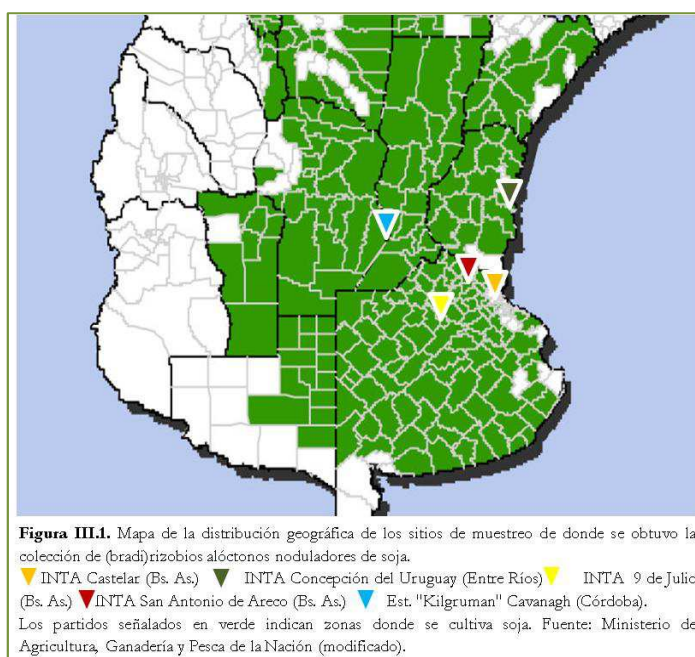 Figura III.1. Mapa de la distribución geográfica de los sitios de muestreo de donde se obtuvo la
colección de (bradi)rizobios alóctonos noduladores de soja.
INTA Castelar (Bs. As.) INTA Concepción del Uruguay (Entre Ríos) INTA 9 de Julio
(Bs. As.) INTA San Antonio de Areco (Bs. As.) Est. "Kilgruman" Cavanagh (Córdoba).
Los partidos señalados en verde indican zonas donde se cultiva soja. Fuente: Ministerio de
Agricultura, Ganadería y Pesca de la Nación (modificado).